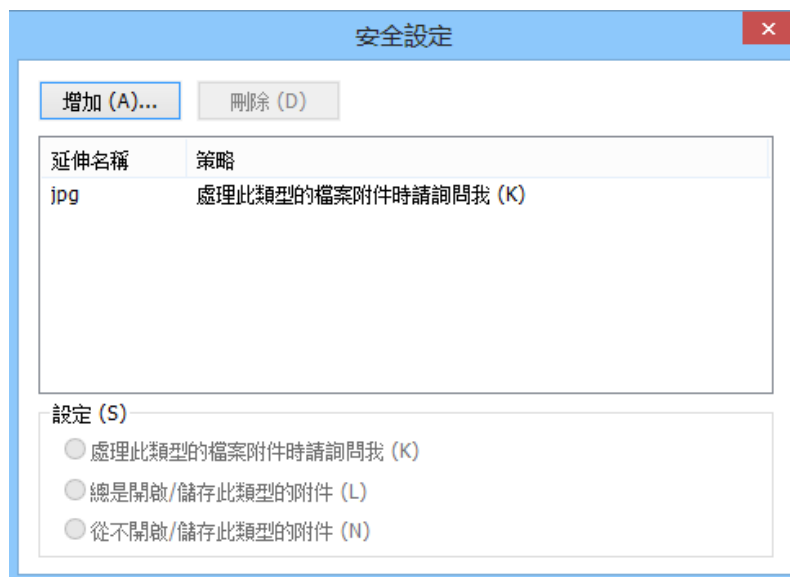 安全設定
增加 (A)... 刪除 (D)
延伸名稱 策略
jpg 處理此類型的檔案附件時請詢問我 (K)
設定 (S)
處理此類型的檔案附件時請詢問我 (K)
總是開啟/儲存此類型的附件 (L)
從不開啟/儲存此類型的附件 (N)